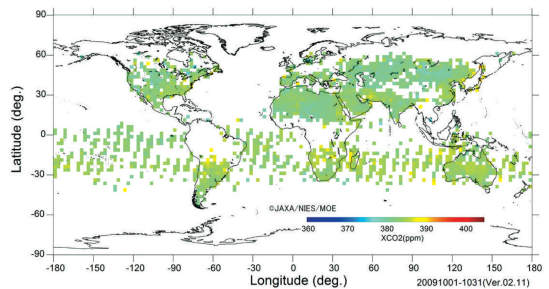 90
60
30
0
-30
-60
-90
Latitude (deg.)
©JAXA/NIES/MOE
360 370 380 390 400
XCO2(ppm)
-180 -150 -120 -90 -60 -30 0 30 60 90 120 150 180
Longitude (deg.)
20091001-1031(Ver.02.11)